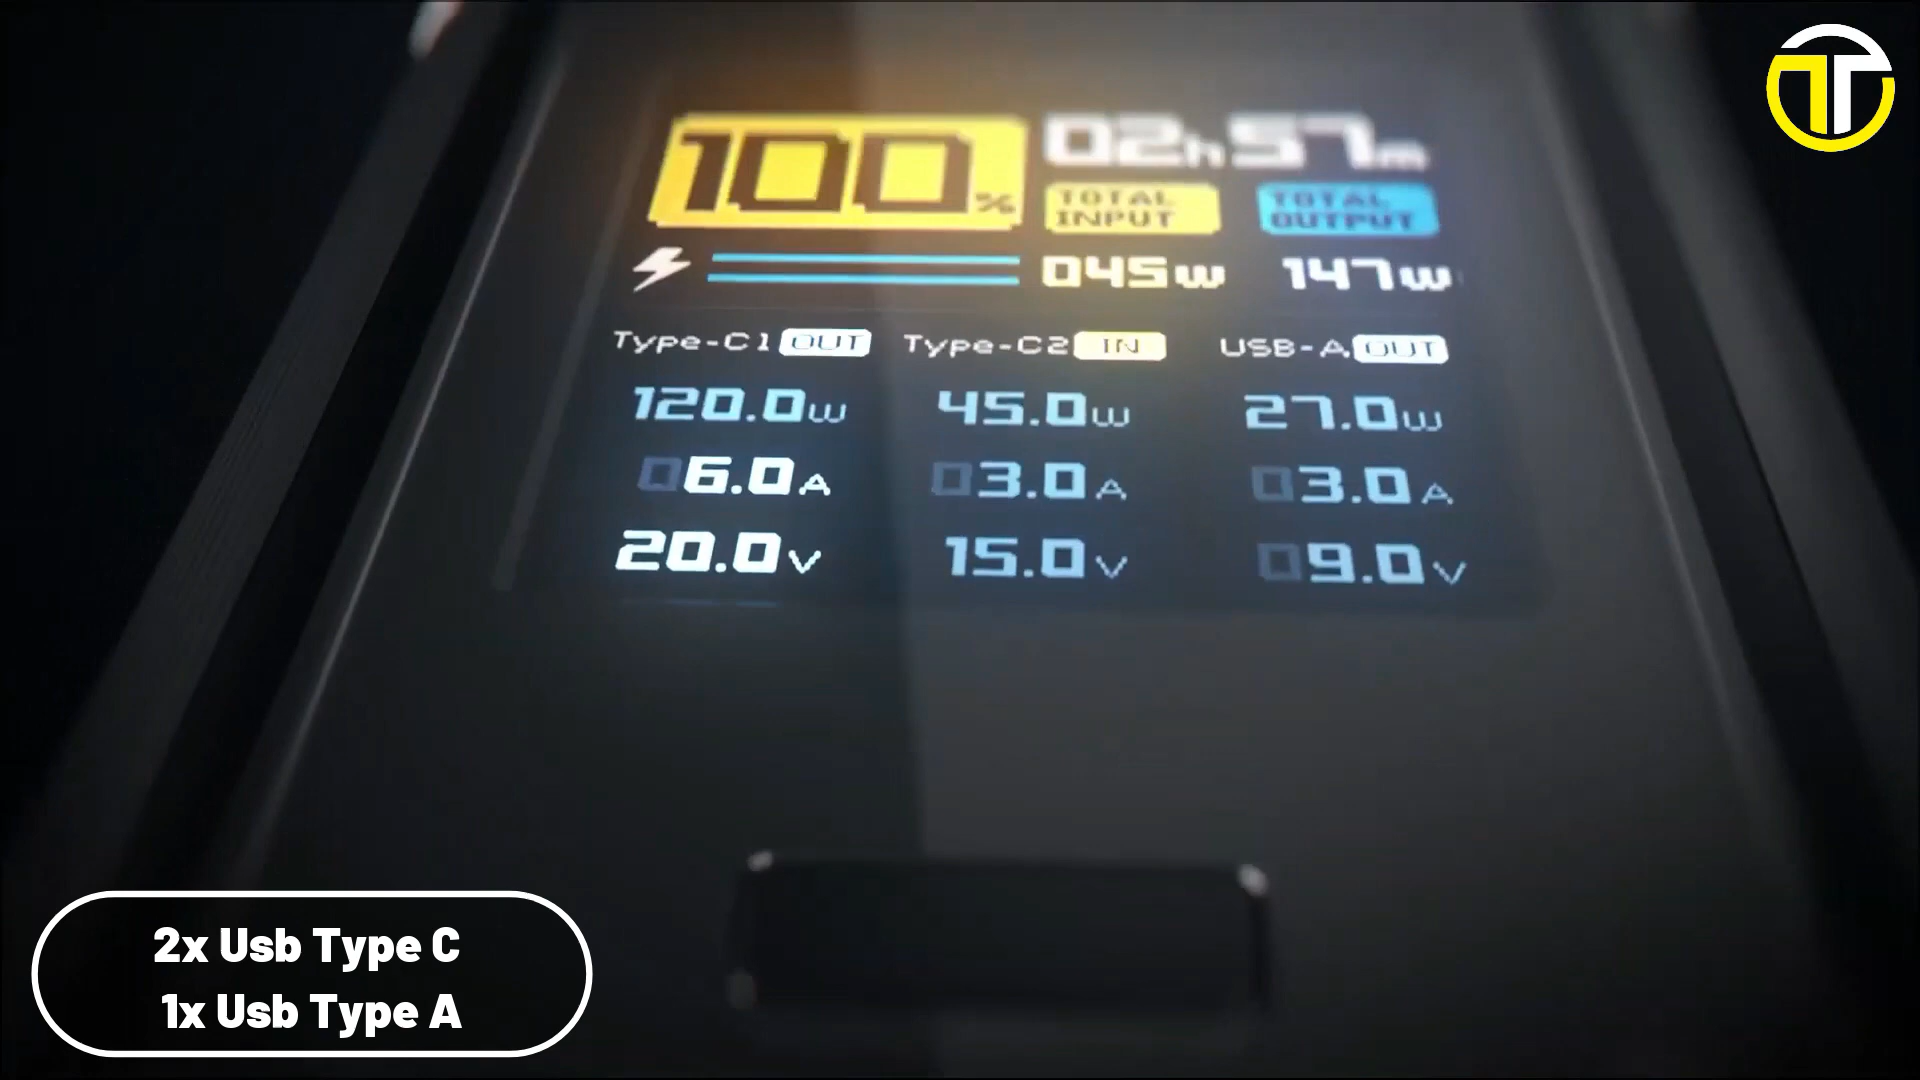 100% 02h57m
TOTAL INPUT TOTAL OUTPUT
045w 147w
Type-C1 OUT Type-C2 IN USB-A OUT
120.0W 45.0W 27.0W
06.0A 03.0A 03.0A
20.0V 15.0V 09.0V
2x Usb Type C
1x Usb Type A